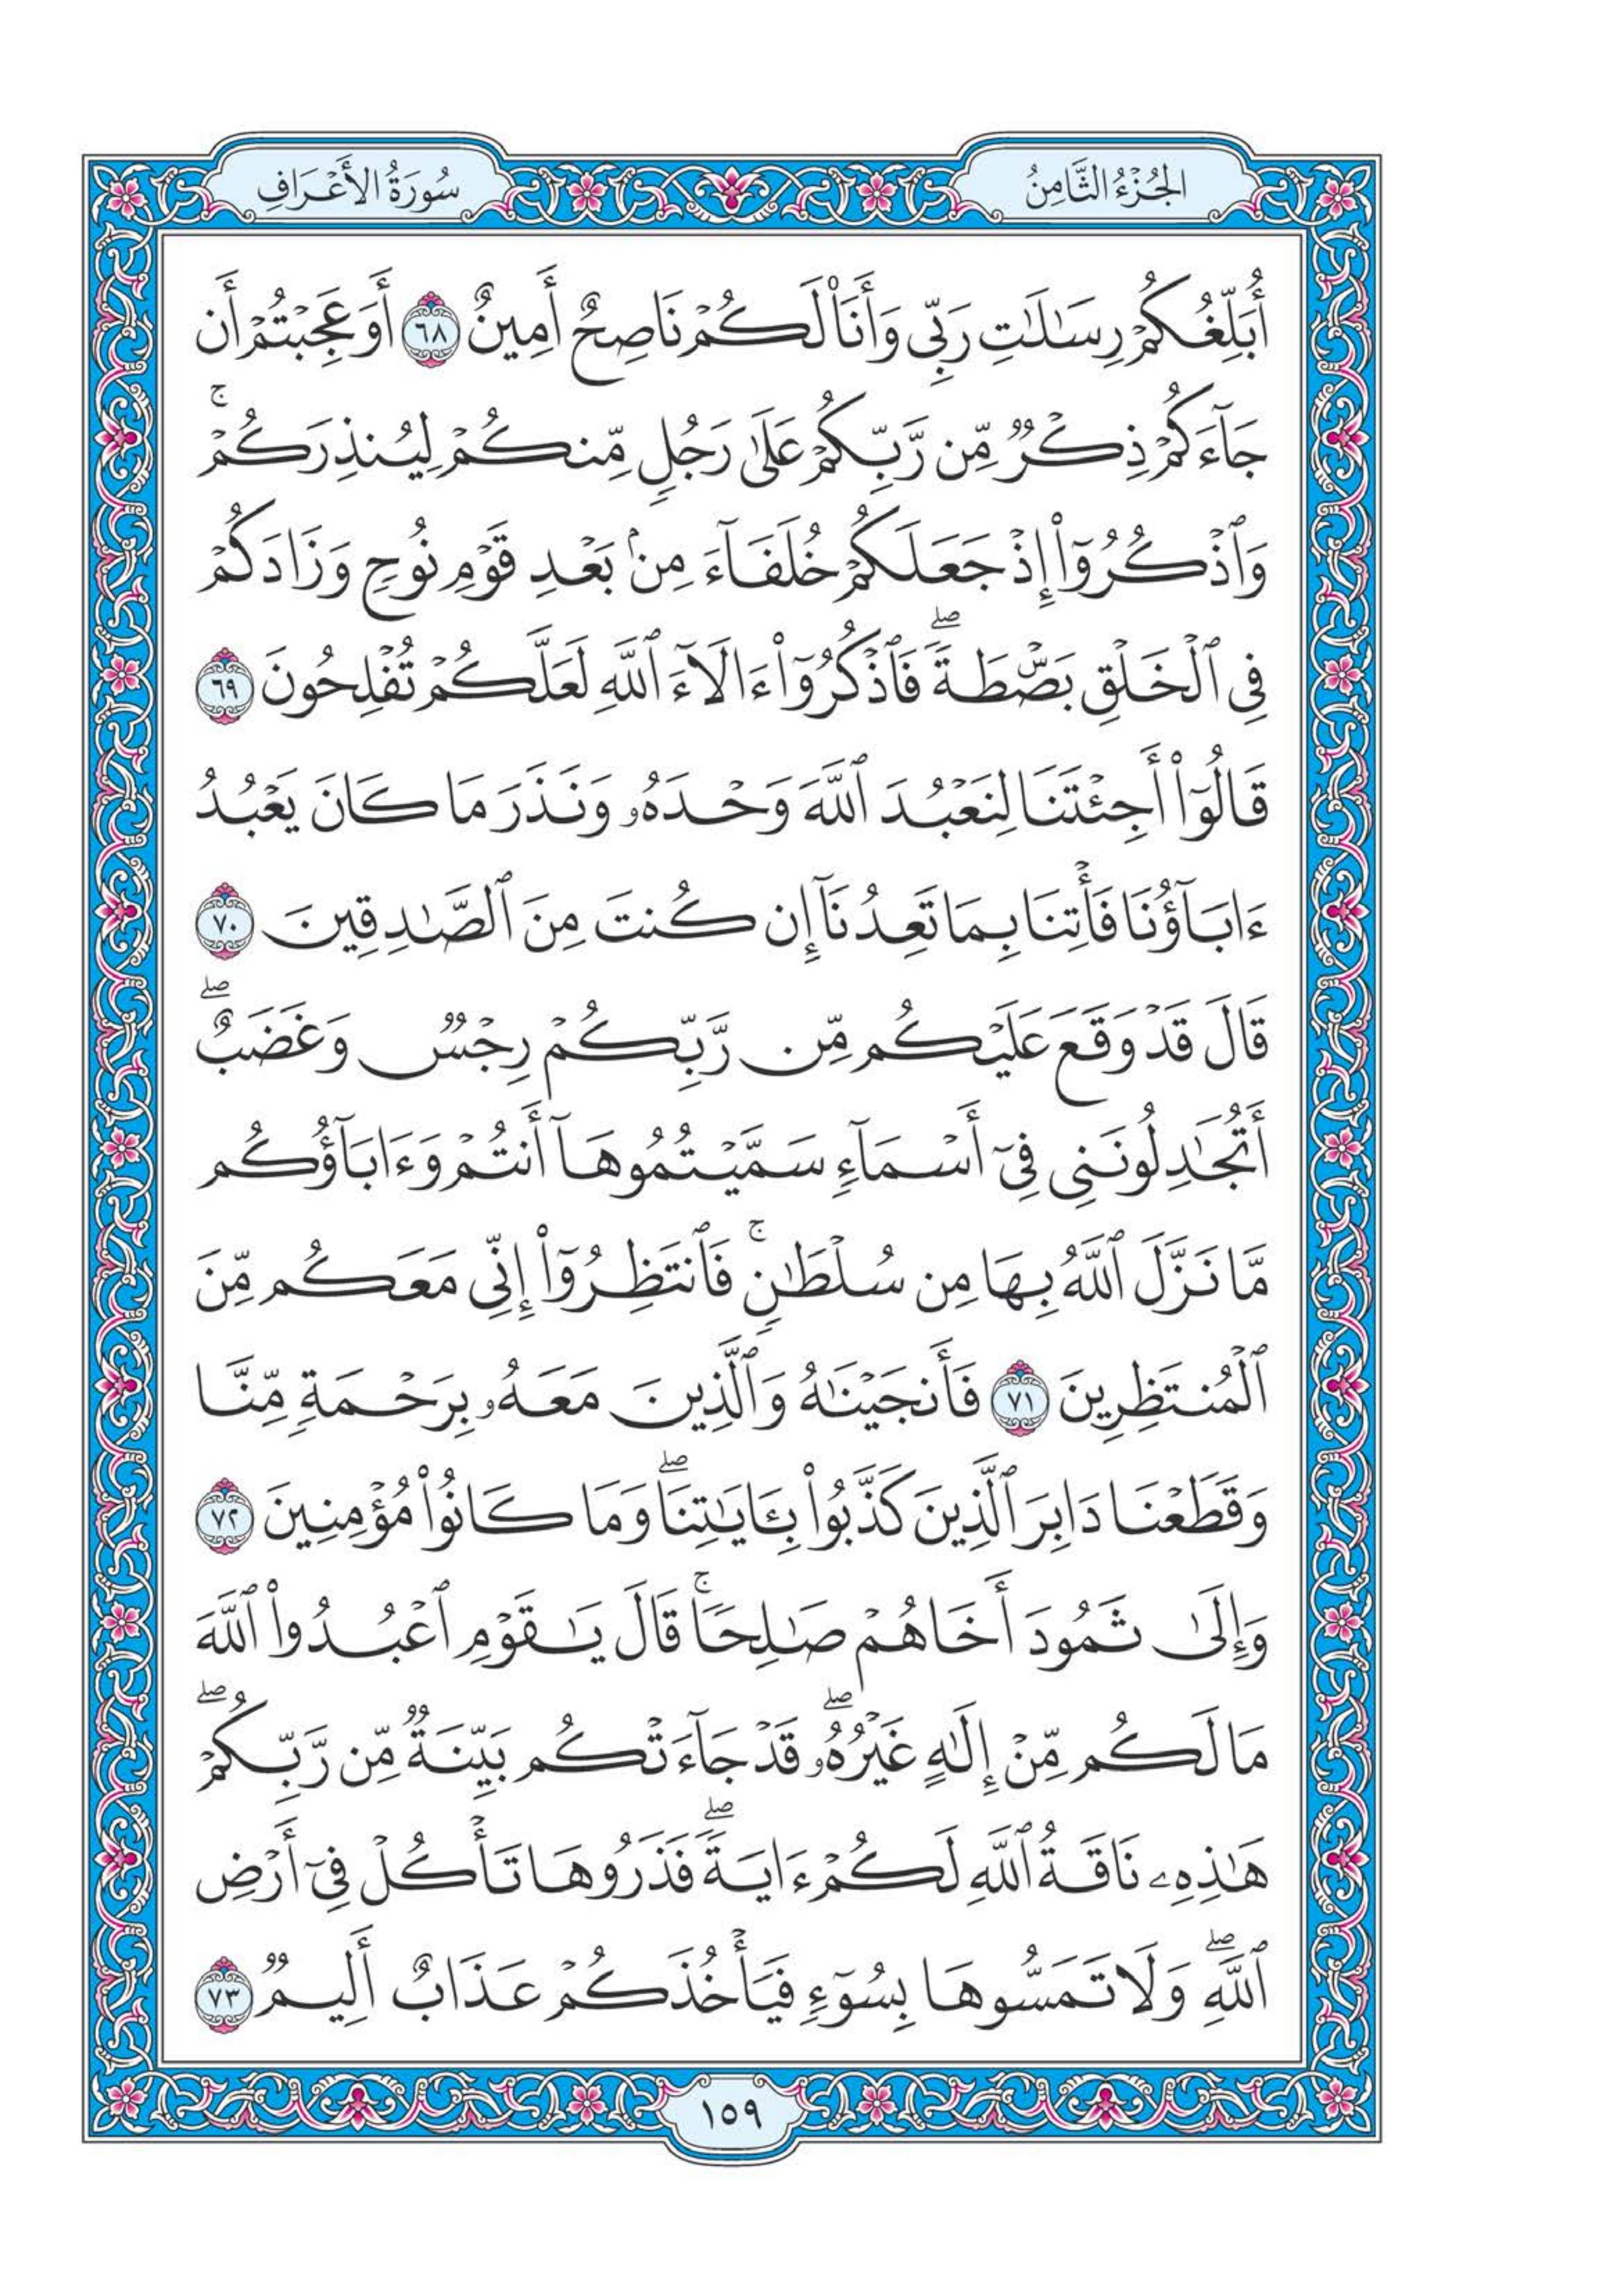 الجُزْءُ الثَّامِنُ
سُورَةُ الأَعْرَافِ
أُبَلِّغُكُمْ رِسَٰلَٰتِ رَبِّي وَأَنَا۠ لَكُمْ نَاصِحٌ أَمِينٌ ٦٨ أَوَعَجِبْتُمْ أَن
جَآءَكُمْ ذِكْرٌ مِّن رَّبِّكُمْ عَلَىٰ رَجُلٍ مِّنكُمْ لِيُنذِرَكُمْ ۚ
وَٱذْكُرُوٓا۟ إِذْ جَعَلَكُمْ خُلَفَآءَ مِنۢ بَعْدِ قَوْمِ نُوحٍ وَزَادَكُمْ
فِي ٱلْخَلْقِ بَصْۜطَةً ۖ فَٱذْكُرُوٓا۟ ءَالَآءَ ٱللَّهِ لَعَلَّكُمْ تُفْلِحُونَ ٦٩
قَالُوٓا۟ أَجِئْتَنَا لِنَعْبُدَ ٱللَّهَ وَحْدَهُۥ وَنَذَرَ مَا كَانَ يَعْبُدُ
ءَابَآؤُنَا فَأْتِنَا بِمَا تَعِدُنَآ إِن كُنتَ مِنَ ٱلصَّٰدِقِينَ ٧٠
قَالَ قَدْ وَقَعَ عَلَيْكُم مِّن رَّبِّكُمْ رِجْسٌ وَغَضَبٌ ۖ
أَتُجَٰدِلُونَنِي فِيٓ أَسْمَآءٍ سَمَّيْتُمُوهَآ أَنتُمْ وَءَابَآؤُكُم
مَّا نَزَّلَ ٱللَّهُ بِهَا مِن سُلْطَٰنٍ ۚ فَٱنتَظِرُوٓا۟ إِنِّي مَعَكُم مِّنَ
ٱلْمُنتَظِرِينَ ٧١ فَأَنجَيْنَٰهُ وَٱلَّذِينَ مَعَهُۥ بِرَحْمَةٍ مِّنَّا
وَقَطَعْنَا دَابِرَ ٱلَّذِينَ كَذَّبُوا۟ بِـَٔايَٰتِنَا ۖ وَمَا كَانُوا۟ مُؤْمِنِينَ ٧٢
وَإِلَىٰ ثَمُودَ أَخَاهُمْ صَٰلِحًا ۚ قَالَ يَٰقَوْمِ ٱعْبُدُوا۟ ٱللَّهَ
مَا لَكُم مِّنْ إِلَٰهٍ غَيْرُهُۥ ۖ قَدْ جَآءَتْكُم بَيِّنَةٌ مِّن رَّبِّكُمْ ۖ
هَٰذِهِۦ نَاقَةُ ٱللَّهِ لَكُمْ ءَايَةً ۖ فَذَرُوهَا تَأْكُلْ فِيٓ أَرْضِ
ٱللَّهِ ۖ وَلَا تَمَسُّوهَا بِسُوٓءٍ فَيَأْخُذَكُمْ عَذَابٌ أَلِيمٌ ٧٣
١٥٩